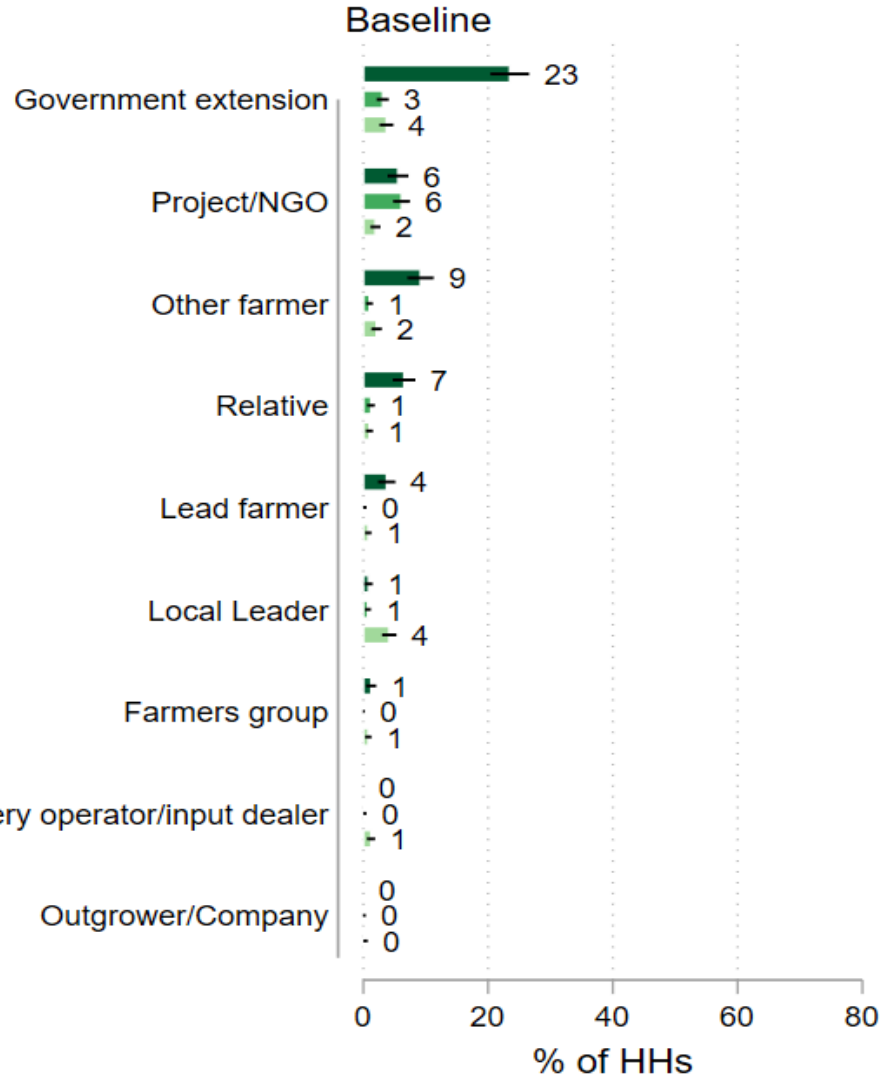 Baseline
23
Government extension 3
4
6
Project/NGO 6
2
9
Other farmer 1
2
7
Relative 1
1
4
Lead farmer 0
1
1
Local Leader 1
4
1
Farmers group 0
1
0
operator/input dealer 0
1
0
Outgrower/Company 0
0
0 20 40 60 80
% of HHs